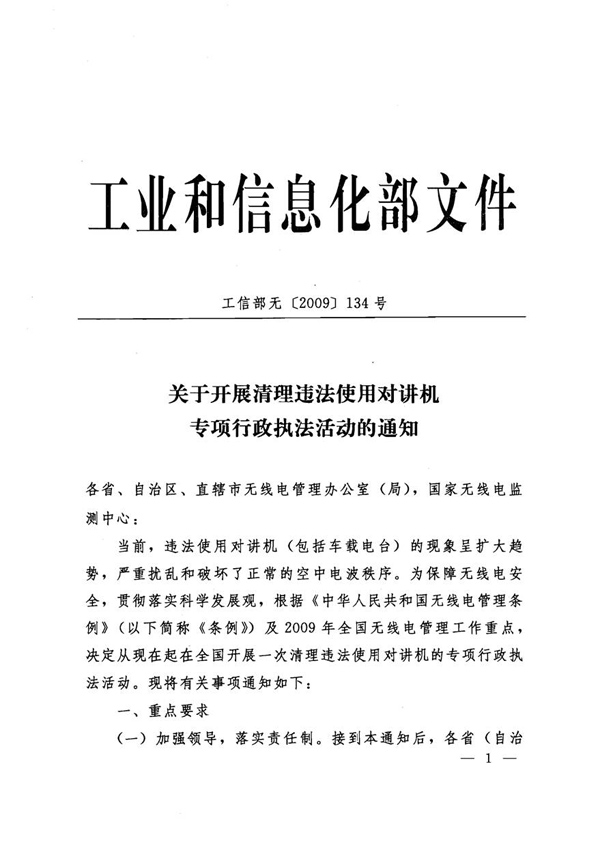 工业和信息化部文件
工信部无〔2009〕134号
关于开展清理违法使用对讲机
专项行政执法活动的通知
各省、自治区、直辖市无线电管理办公室（局），国家无线电监
测中心：
当前，违法使用对讲机（包括车载电台）的现象呈扩大趋
势，严重扰乱和破坏了正常的空中电波秩序。为保障无线电安
全，贯彻落实科学发展观，根据《中华人民共和国无线电管理条
例》（以下简称《条例》）及2009年全国无线电管理工作重点，
决定从现在起在全国开展一次清理违法使用对讲机的专项行政执
法活动。现将有关事项通知如下：
一、重点要求
（一）加强领导，落实责任制。接到本通知后，各省（自治
— 1 —